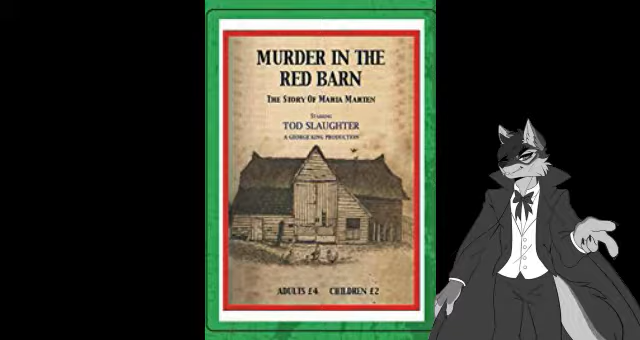 MURDER IN THE
RED BARN
THE STORY OF MARIA MARTEN
STARRING
TOD SLAUGHTER
A GEORGE KING PRODUCTION
ADULTS £4 CHILDREN £2